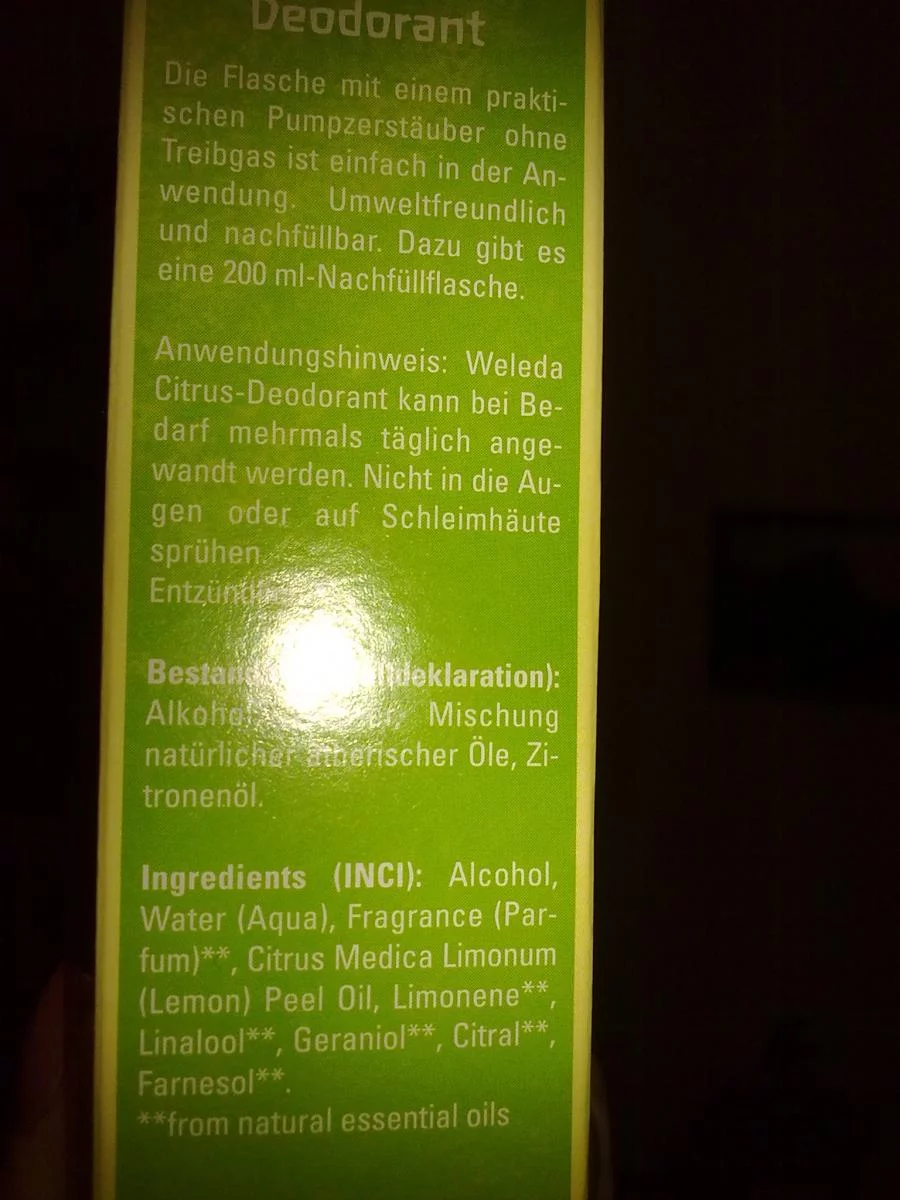 Deodorant
Die Flasche mit einem prakti-
schen Pumpzerstäuber ohne
Treibgas ist einfach in der An-
wendung. Umweltfreundlich
und nachfüllbar. Dazu gibt es
eine 200 ml-Nachfüllflasche.
Anwendungshinweis: Weleda
Citrus-Deodorant kann bei Be-
darf mehrmals täglich ange-
wandt werden. Nicht in die Au-
gen oder auf Schleimhäute
sprühen.
Mischung
natürlicher ätherischer Öle, Zi-
tronenöl.
Ingredients (INCI): Alcohol,
Water (Aqua), Fragrance (Par-
fum)**, Citrus Medica Limonum
(Lemon) Peel Oil, Limonene**,
Linalool**, Geraniol**, Citral**,
Farnesol**.
**from natural essential oils